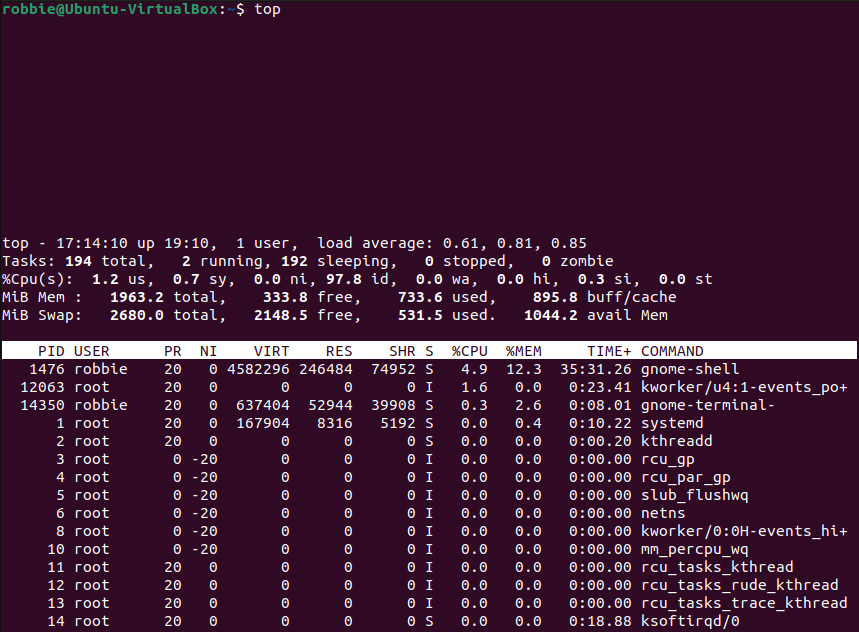 robbie@Ubuntu-VirtualBox:~$ top
top - 17:14:10 up 19:10,  1 user,  load average: 0.61, 0.81, 0.85
Tasks: 194 total,   2 running, 192 sleeping,   0 stopped,   0 zombie
%Cpu(s):  1.2 us,  0.7 sy,  0.0 ni, 97.8 id,  0.0 wa,  0.0 hi,  0.3 si,  0.0 st
MiB Mem :   1963.2 total,    333.8 free,    733.6 used,    895.8 buff/cache
MiB Swap:   2680.0 total,   2148.5 free,    531.5 used.   1044.2 avail Mem
    PID USER      PR  NI    VIRT    RES    SHR S  %CPU  %MEM     TIME+ COMMAND
   1476 robbie    20   0 4582296 246484  74952 S   4.9  12.3  35:31.26 gnome-shell
  12063 root      20   0       0      0      0 I   1.6   0.0   0:23.41 kworker/u4:1-events_po+
  14350 robbie    20   0  637404  52944  39908 S   0.3   2.6   0:08.01 gnome-terminal-
      1 root      20   0  167904   8316   5192 S   0.0   0.4   0:10.22 systemd
      2 root      20   0       0      0      0 S   0.0   0.0   0:00.20 kthreadd
      3 root       0 -20       0      0      0 I   0.0   0.0   0:00.00 rcu_gp
      4 root       0 -20       0      0      0 I   0.0   0.0   0:00.00 rcu_par_gp
      5 root       0 -20       0      0      0 I   0.0   0.0   0:00.00 slub_flushwq
      6 root       0 -20       0      0      0 I   0.0   0.0   0:00.00 netns
      8 root       0 -20       0      0      0 I   0.0   0.0   0:00.00 kworker/0:0H-events_hi+
     10 root       0 -20       0      0      0 I   0.0   0.0   0:00.00 mm_percpu_wq
     11 root      20   0       0      0      0 I   0.0   0.0   0:00.00 rcu_tasks_kthread
     12 root      20   0       0      0      0 I   0.0   0.0   0:00.00 rcu_tasks_rude_kthread
     13 root      20   0       0      0      0 I   0.0   0.0   0:00.00 rcu_tasks_trace_kthread
     14 root      20   0       0      0      0 S   0.0   0.0   0:18.88 ksoftirqd/0